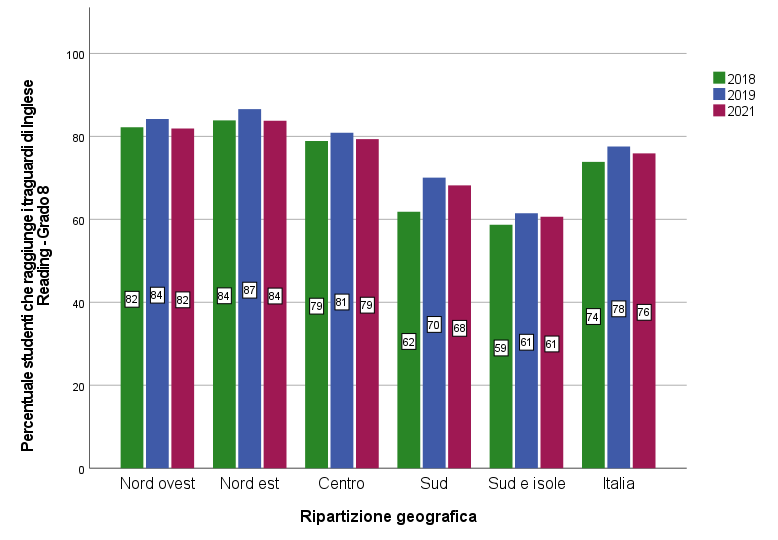 Percentuale studenti che raggiunge i traguardi di Inglese
Reading - Grado 8
100
80
60
40
20
0
82 84 82
84 87 84
79 81 79
62 70 68
59 61 61
74 78 76
Nord ovest Nord est Centro Sud Sud e isole Italia
Ripartizione geografica
2018
2019
2021